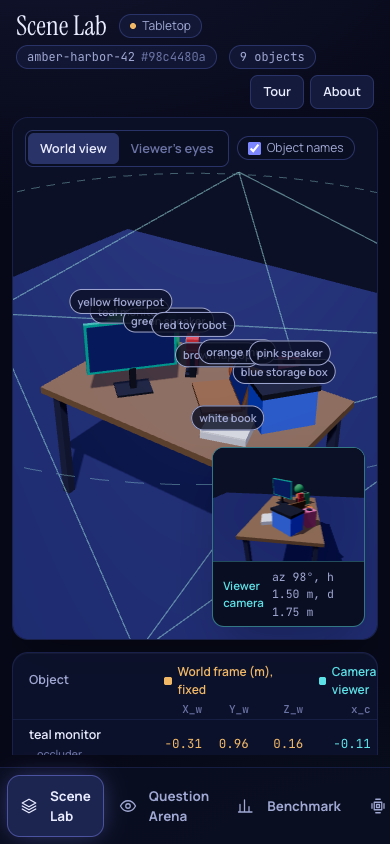 Scene Lab
Tabletop
amber-harbor-42 #98c4480a
9 objects
Tour
About
World view
Viewer's eyes
Object names
yellow flowerpot
red toy robot
pink speaker
blue storage box
white book
Viewer camera
az 98°, h
1.50 m, d
1.75 m
Object
World frame (m), fixed
Camera
viewer
X_w Y_w Z_w x_c
teal monitor
-0.31 0.96 0.16 -0.11
occluder
Scene Lab
Question Arena
Benchmark